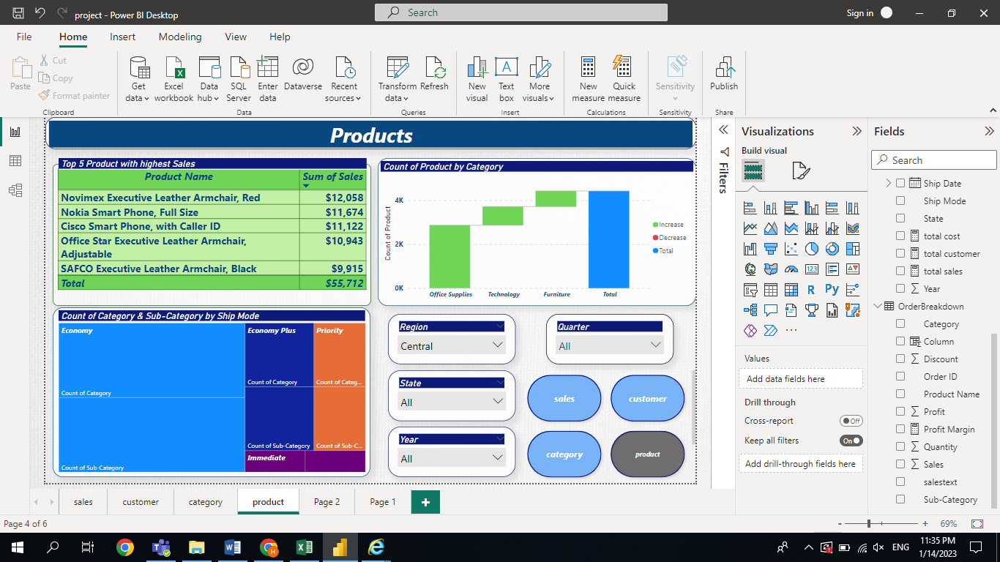 project - Power BI Desktop
Search
Sign in
File Home Insert Modeling View Help
Paste
Cut
Copy
Format painter
Clipboard
Get data
Excel workbook
Data hub
SQL Server
Enter data
Dataverse
Recent sources
Data
Transform data
Refresh
Queries
New visual
Text box
More visuals
Insert
New measure
Quick measure
Calculations
Sensitivity
Sensitivity
Publish
Share
Products
Top 5 Product with highest Sales
Product Name Sum of Sales
Novimex Executive Leather Armchair, Red $12,058
Nokia Smart Phone, Full Size $11,674
Cisco Smart Phone, with Caller ID $11,122
Office Star Executive Leather Armchair, $10,943
Adjustable
SAFCO Executive Leather Armchair, Black $9,915
Total $55,712
Count of Product by Category
Count of Product
4K
2K
0K
Office Supplies Technology Furniture Total
Increase
Decrease
Total
Count of Category & Sub-Category by Ship Mode
Economy
Count of Category
Count of Sub-Category
Economy Plus
Count of Category
Count of Sub-Category
Priority
Count of Categ...
Count of Sub-C...
Immediate
Region
Central
Quarter
All
State
All
Year
All
sales
customer
category
product
Filters
Visualizations
Build visual
123
R
Py
Values
Add data fields here
Drill through
Cross-report Off
Keep all filters On
Add drill-through fields here
Fields
Search
Ship Date
Ship Mode
State
total cost
total customer
total sales
Year
OrderBreakdown
Category
Column
Discount
Order ID
Product Name
Profit
Profit Margin
Quantity
Sales
salestext
Sub-Category
sales customer category product Page 2 Page 1
Page 4 of 6
69%
ENG
11:35 PM
1/14/2023